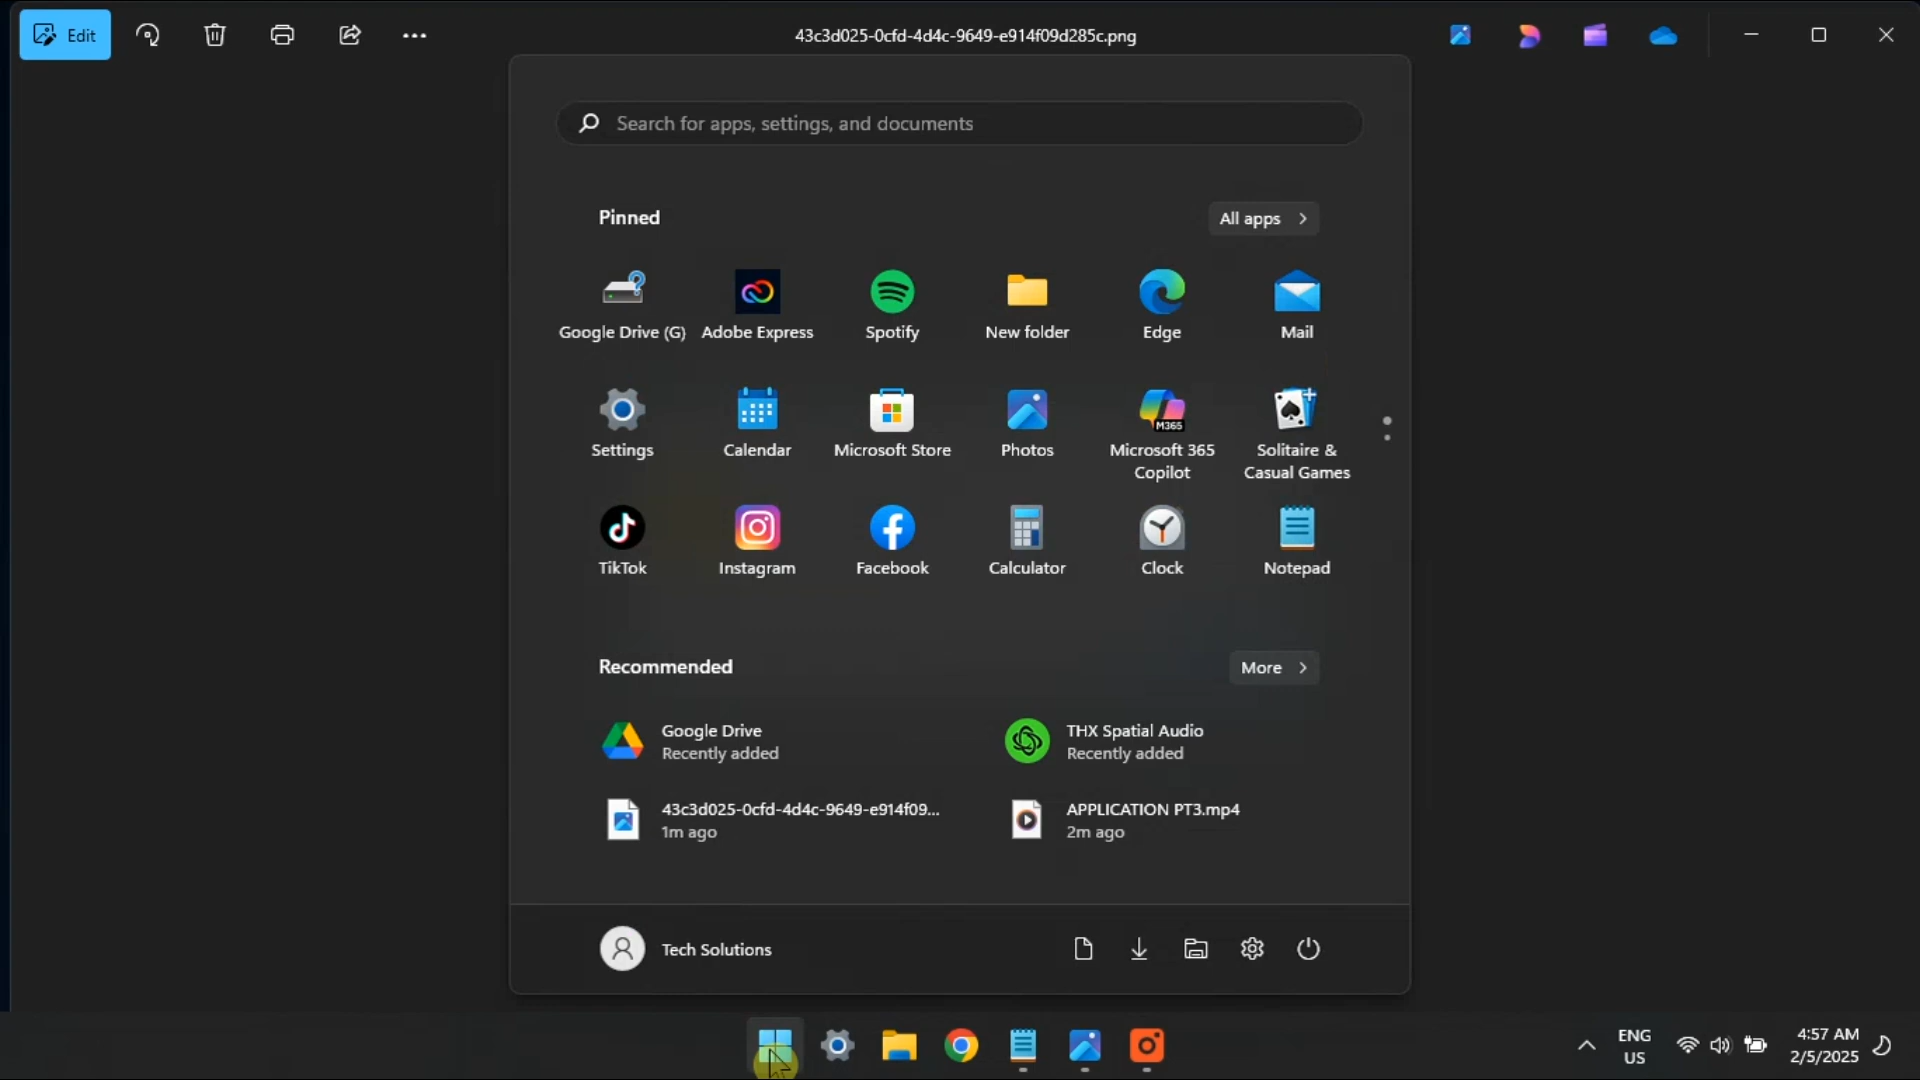 Edit
43c3d025-0cfd-4d4c-9649-e914f09d285c.png
Search for apps, settings, and documents
Pinned
All apps
Google Drive (G)
Adobe Express
Spotify
New folder
Edge
Mail
Settings
Calendar
Microsoft Store
Photos
M365
Microsoft 365
Copilot
Solitaire &
Casual Games
TikTok
Instagram
Facebook
Calculator
Clock
Notepad
Recommended
More
Google Drive
Recently added
THX Spatial Audio
Recently added
43c3d025-0cfd-4d4c-9649-e914f09...
1m ago
APPLICATION PT3.mp4
2m ago
Tech Solutions
ENG
US
4:57 AM
2/5/2025